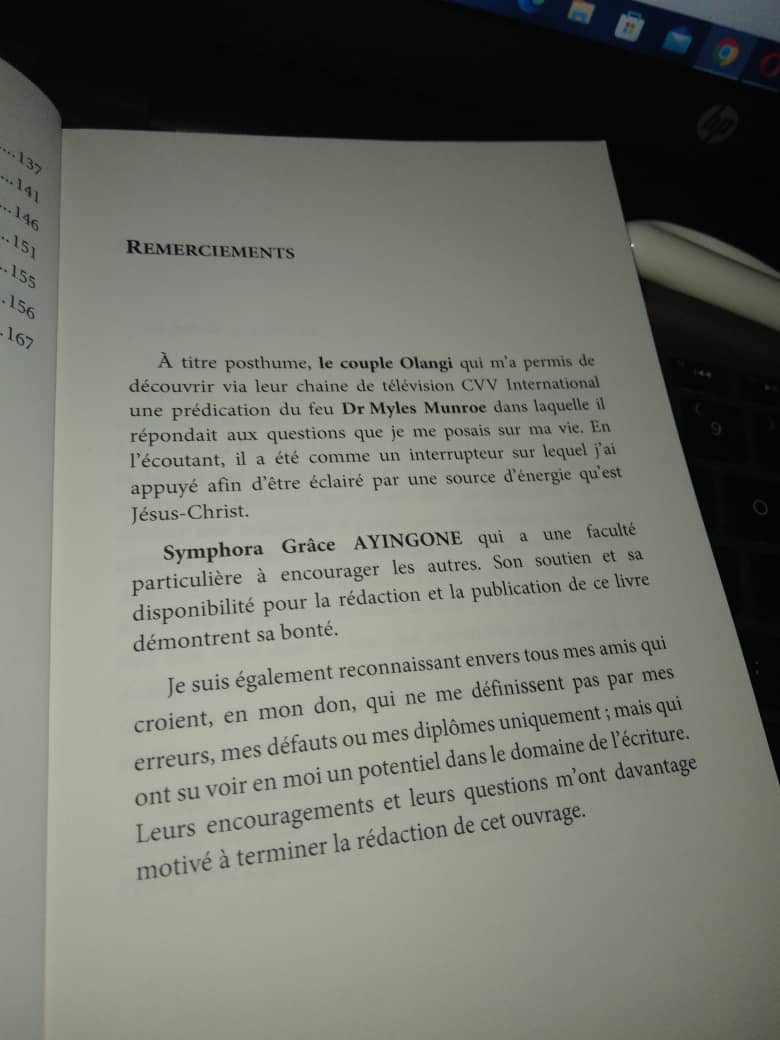 ....137
...141
...146
..151
..155
..156
.167
REMERCIEMENTS
À titre posthume, le couple Olangi qui m'a permis de
découvrir via leur chaine de télévision CVV International
une prédication du feu Dr Myles Munroe dans laquelle il
répondait aux questions que je me posais sur ma vie. En
l'écoutant, il a été comme un interrupteur sur lequel j'ai
appuyé afin d'être éclairé par une source d'énergie qu'est
Jésus-Christ.
Symphora Grâce AYINGONE qui a une faculté
particulière à encourager les autres. Son soutien et sa
disponibilité pour la rédaction et la publication de ce livre
démontrent sa bonté.
Je suis également reconnaissant envers tous mes amis qui
croient, en mon don, qui ne me définissent pas par mes
erreurs, mes défauts ou mes diplômes uniquement ; mais qui
ont su voir en moi un potentiel dans le domaine de l'écriture.
Leurs encouragements et leurs questions m'ont davantage
motivé à terminer la rédaction de cet ouvrage.
hp
9